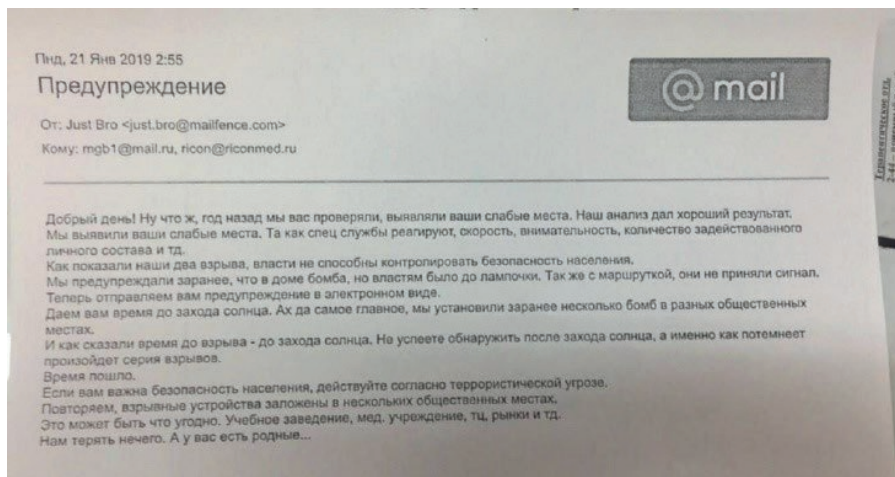 Пнд, 21 Янв 2019 2:55
Предупреждение
@ mail
От: Just Bro <just.bro@mailfence.com>
Кому: mgb1@mail.ru, ricon@riconmed.ru
Добрый день! Ну что ж, год назад мы вас проверяли, выявляли ваши слабые места. Наш анализ дал хороший результат.
Мы выявили ваши слабые места. Та как спец службы реагируют, скорость, внимательность, количество задействованного
личного состава и тд.
Как показали наши два взрыва, власти не способны контролировать безопасность населения.
Мы предупреждали заранее, что в доме бомба, но властям было до лампочки. Так же с маршруткой, они не приняли сигнал.
Теперь отправляем вам предупреждение в электронном виде.
Даем вам время до захода солнца. Ах да самое главное, мы установили заранее несколько бомб в разных общественных
местах.
И как сказали время до взрыва - до захода солнца. Не успеете обнаружить после захода солнца, а именно как потемнеет
произойдет серия взрывов.
Время пошло.
Если вам важна безопасность населения, действуйте согласно террористической угрозе.
Повторяем, взрывные устройства заложены в нескольких общественных местах.
Это может быть что угодно. Учебное заведение, мед. учреждение, тц, рынки и тд.
Нам терять нечего. А у вас есть родные...